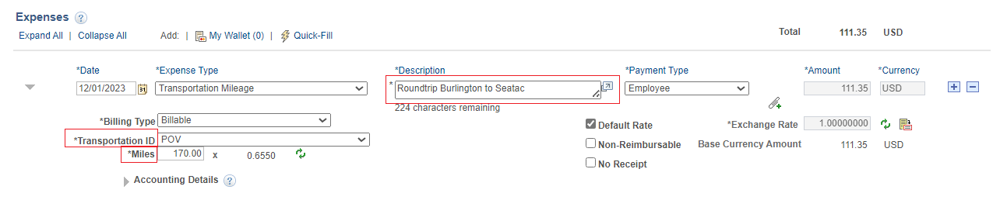 Expenses ?
Expand All | Collapse All Add: | My Wallet (0) | Quick-Fill Total 111.35 USD
*Date *Expense Type *Description *Payment Type *Amount *Currency
12/01/2023 31 Transportation Mileage * Roundtrip Burlington to Seatac Employee 111.35 USD + −
224 characters remaining
*Billing Type Billable Default Rate *Exchange Rate 1.00000000
*Transportation ID POV Non-Reimbursable Base Currency Amount 111.35 USD
*Miles 170.00 x 0.6550
No Receipt
Accounting Details ?